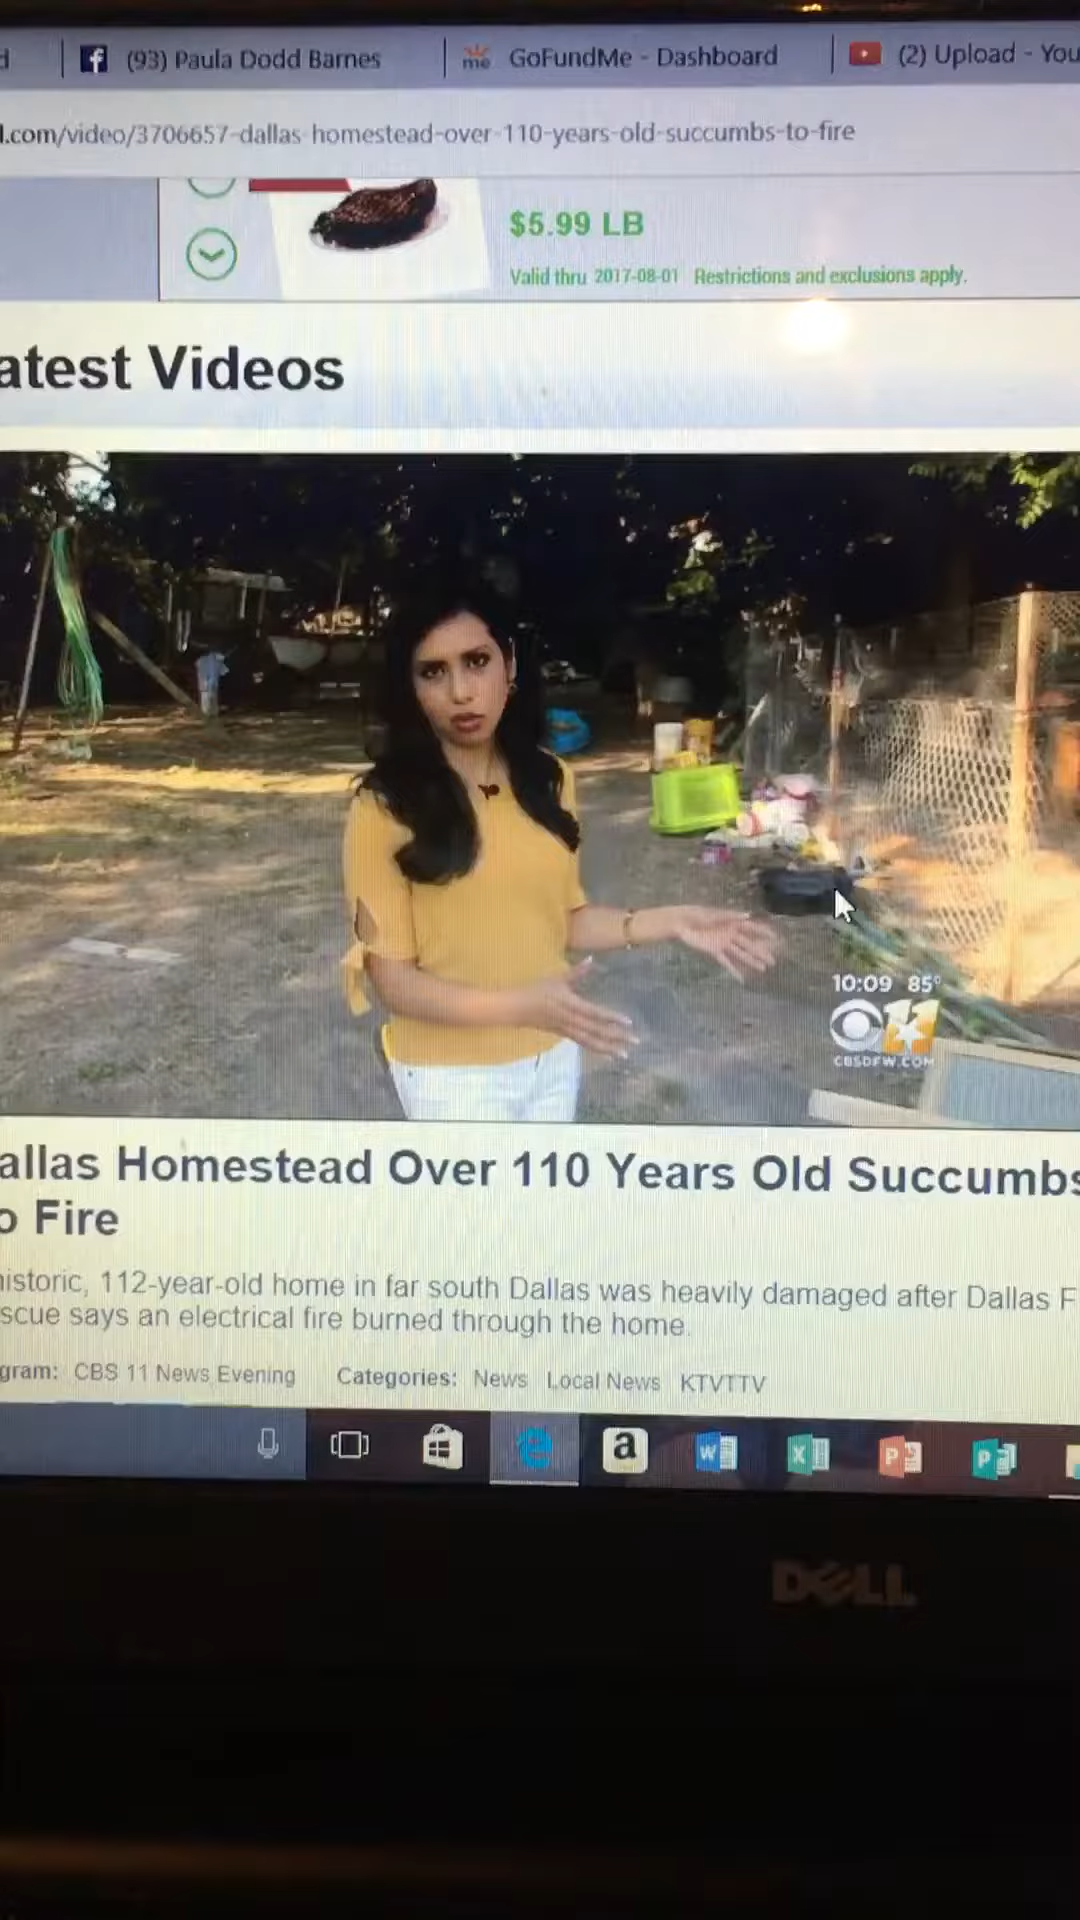 d
(93) Paula Dodd Barnes
me GoFundMe - Dashboard
(2) Upload - You
l.com/video/3706657-dallas-homestead-over-110-years-old-succumbs-to-fire
$5.99 LB
Valid thru 2017-08-01 Restrictions and exclusions apply.
atest Videos
10:09 85°
11
CBSDFW.COM
allas Homestead Over 110 Years Old Succumbs
o Fire
historic, 112-year-old home in far south Dallas was heavily damaged after Dallas F
scue says an electrical fire burned through the home.
gram: CBS 11 News Evening Categories: News Local News KTVTTV
a
W
X
P
P
DELL